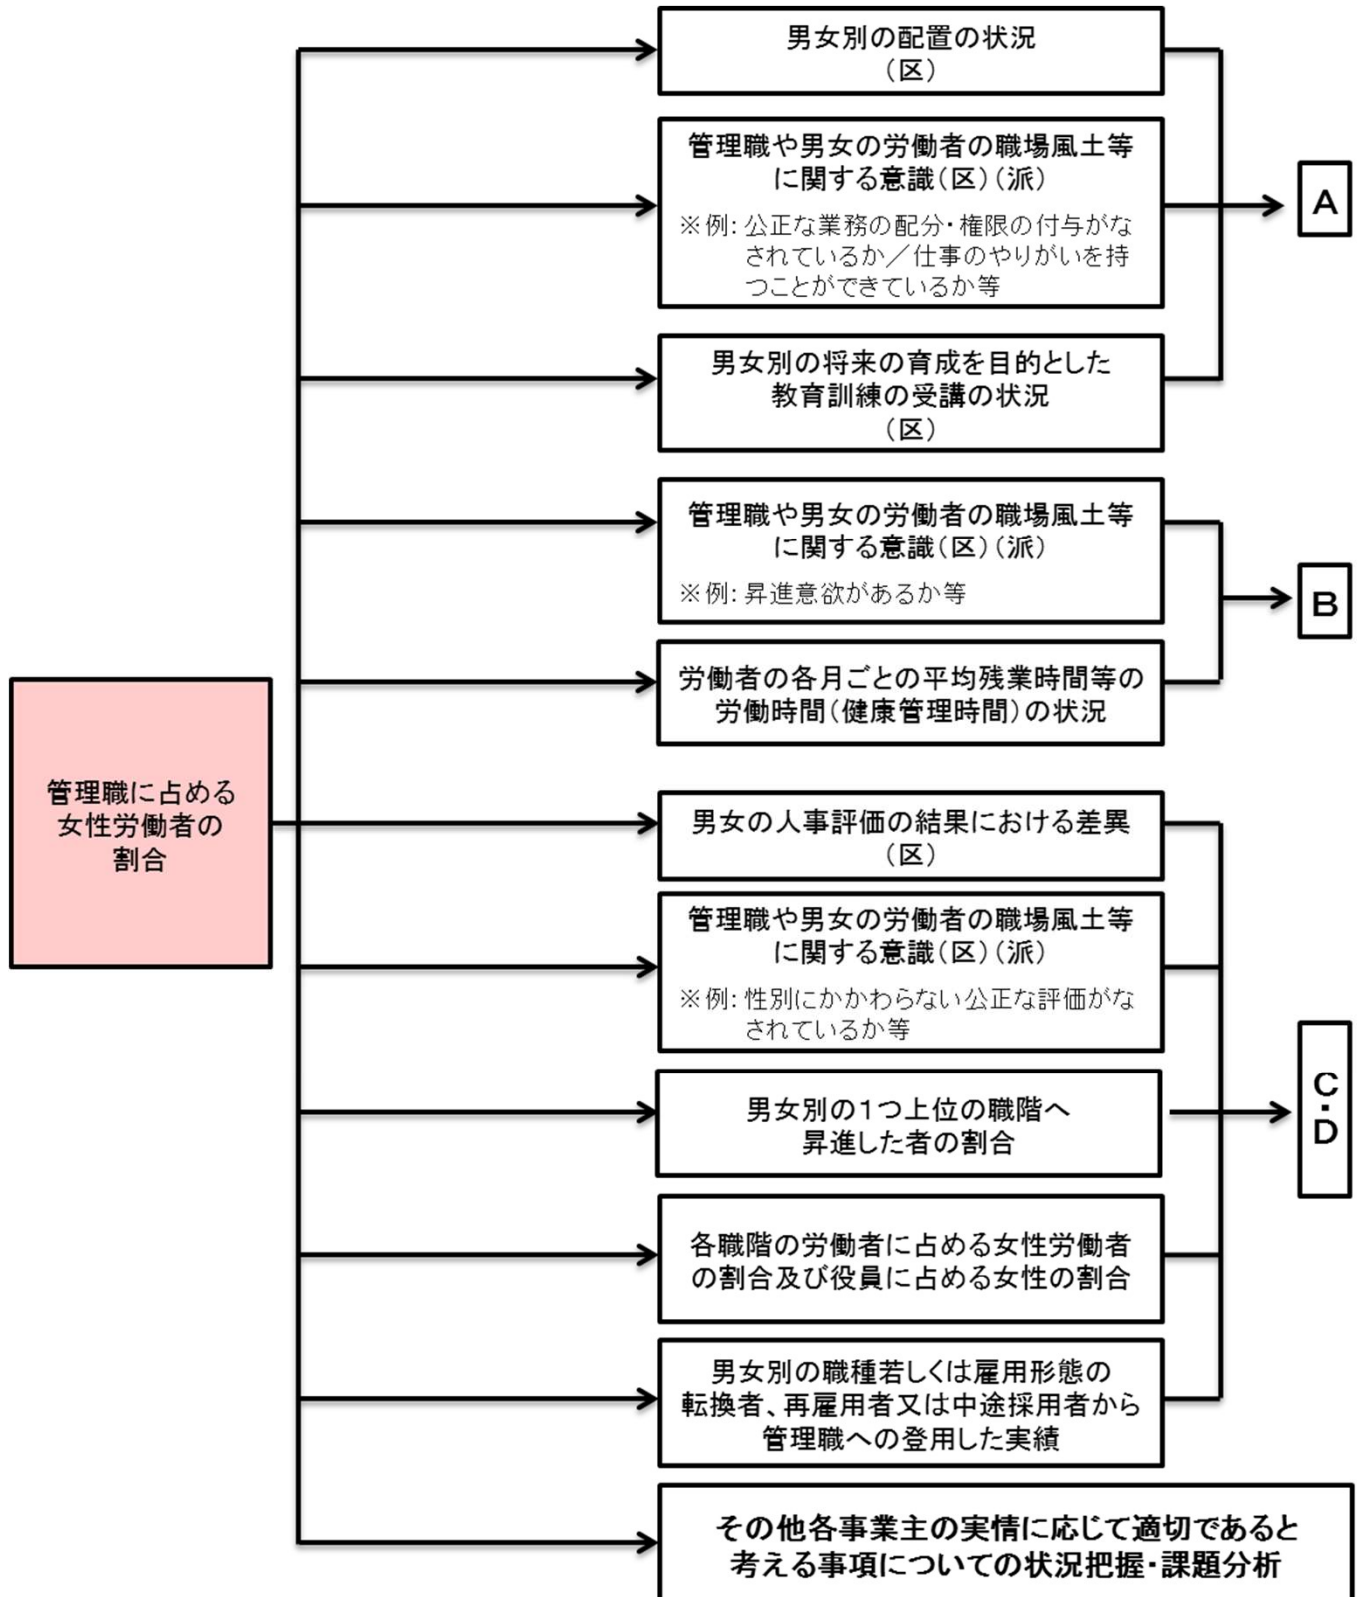 男女別の配置の状況
（区）
管理職や男女の労働者の職場風土等
に関する意識（区）（派）
※例：公正な業務の配分・権限の付与がな
されているか／仕事のやりがいを持
つことができているか等
A
男女別の将来の育成を目的とした
教育訓練の受講の状況
（区）
管理職や男女の労働者の職場風土等
に関する意識（区）（派）
※例：昇進意欲があるか等
B
労働者の各月ごとの平均残業時間等の
労働時間（健康管理時間）の状況
管理職に占める
女性労働者の
割合
男女の人事評価の結果における差異
（区）
管理職や男女の労働者の職場風土等
に関する意識（区）（派）
※例：性別にかかわらない公正な評価がな
されているか等
男女別の１つ上位の職階へ
昇進した者の割合
C・D
各職階の労働者に占める女性労働者
の割合及び役員に占める女性の割合
男女別の職種若しくは雇用形態の
転換者、再雇用者又は中途採用者から
管理職への登用した実績
その他各事業主の実情に応じて適切であると
考える事項についての状況把握・課題分析